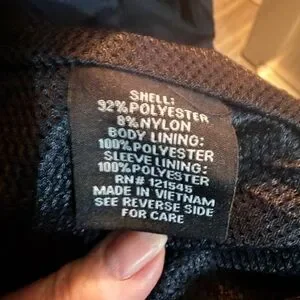 SHELL:
92% POLYESTER
8% NYLON
BODY LINING:
100% POLYESTER
SLEEVE LINING:
100% POLYESTER
RN# 121545
MADE IN VIETNAM
SEE REVERSE SIDE
FOR CARE